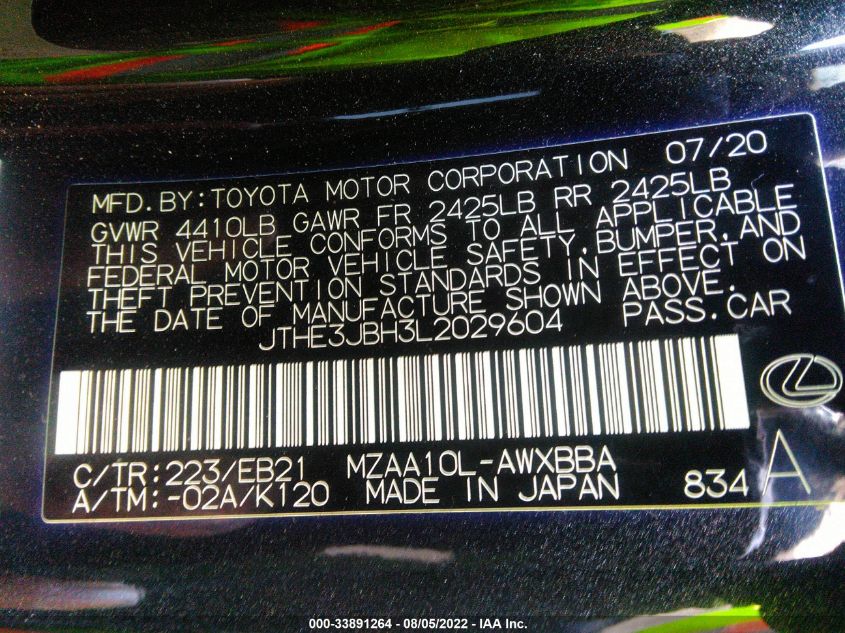 MFD. BY: TOYOTA MOTOR CORPORATION 07/20
GVWR 4410LB GAWR FR 2425LB RR 2425LB
THIS VEHICLE CONFORMS TO ALL APPLICABLE
FEDERAL MOTOR VEHICLE SAFETY, BUMPER, AND
THEFT PREVENTION STANDARDS IN EFFECT ON
THE DATE OF MANUFACTURE SHOWN ABOVE.
JTHE3JBH3L2029604 PASS. CAR
C/TR: 223/EB21 MZAA10L-AWXBBA
A/TM: -02A/K120 MADE IN JAPAN 834 A
000-33891264 - 08/05/2022 - IAA Inc.